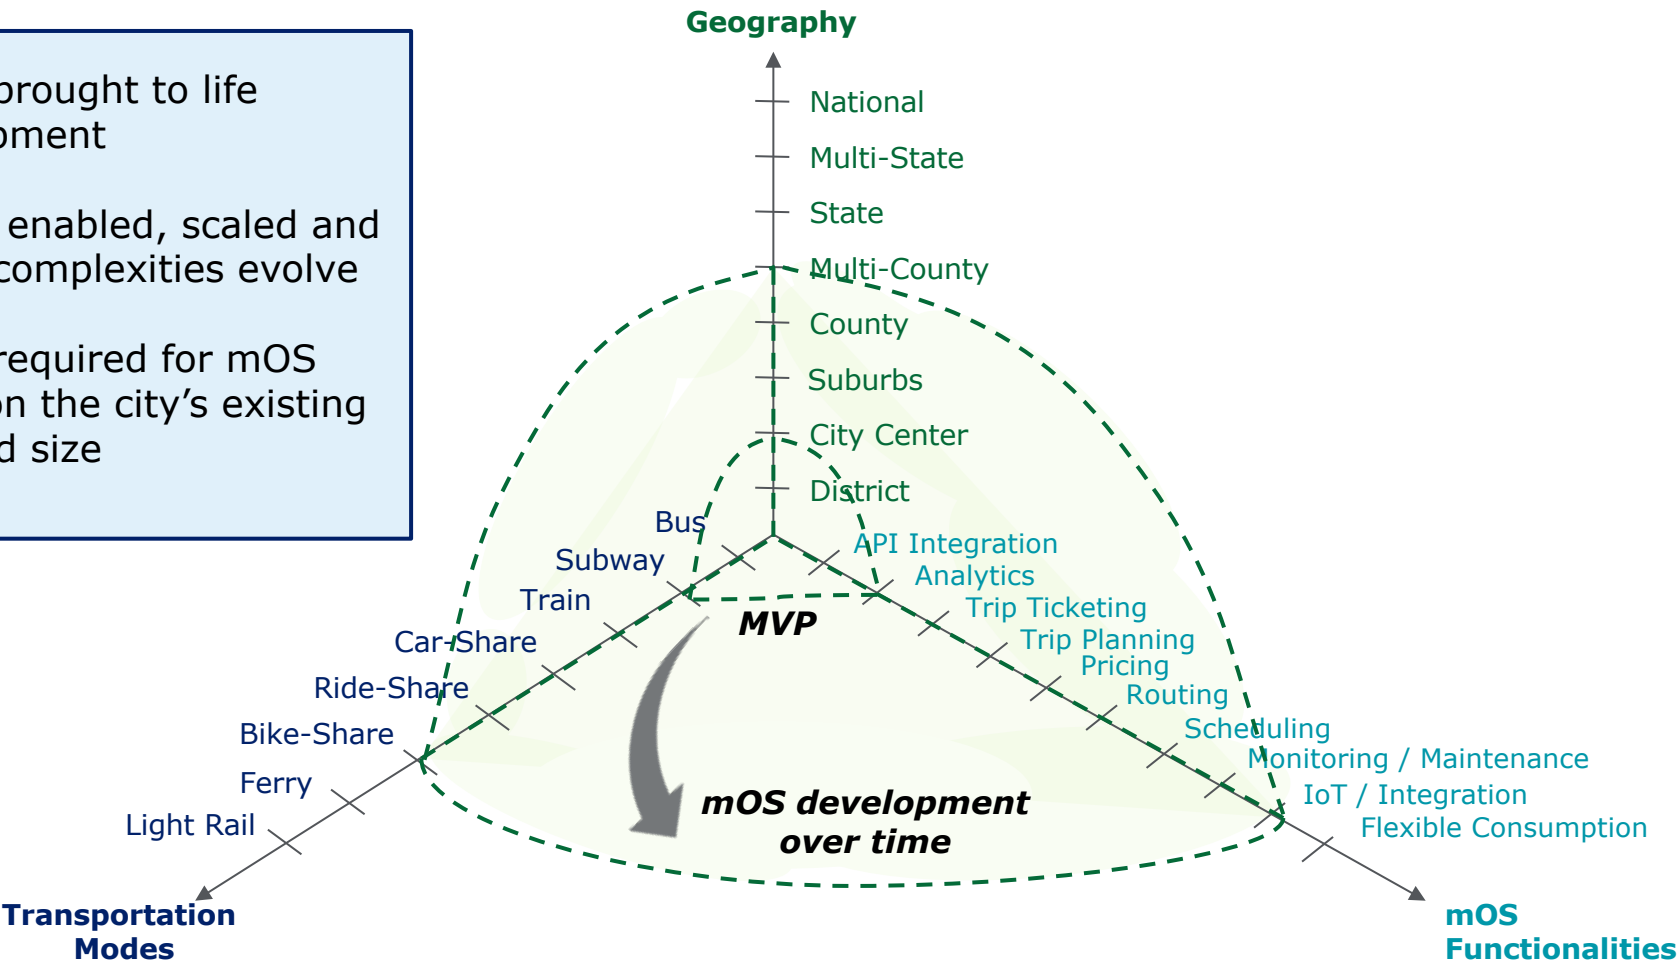 brought to life
enabled, scaled and
complexities evolve
required for mOS
on the city’s existing
size
Geography
National
Multi-State
State
Multi-County
County
Suburbs
City Center
District
Bus
Subway
Train
Car-Share
Ride-Share
Bike-Share
Ferry
Light Rail
Transportation
Modes
API Integration
Analytics
Trip Ticketing
Trip Planning
Pricing
Routing
Scheduling
Monitoring / Maintenance
IoT / Integration
Flexible Consumption
mOS
Functionalities
MVP
mOS development
over time